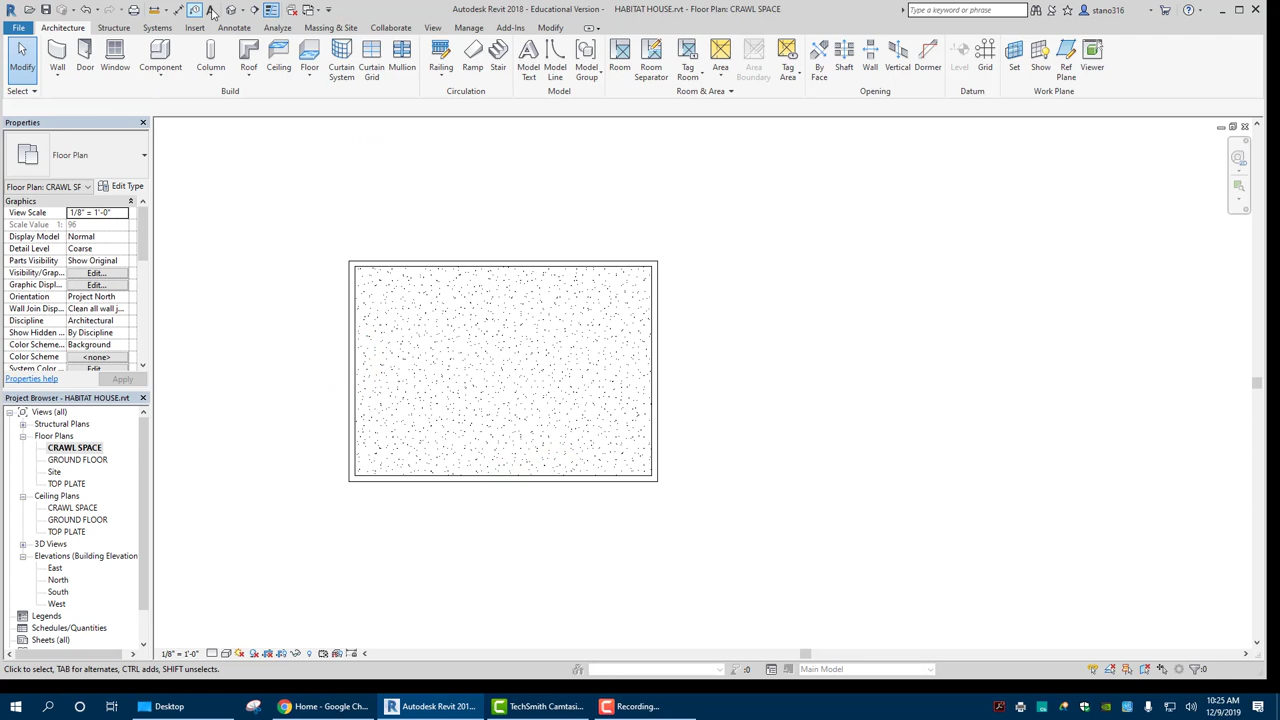 Autodesk Revit 2018 - Educational Version - HABITAT HOUSE.rvt - Floor Plan: CRAWL SPACE
Type a keyword or phrase
stano316
File Architecture Structure Systems Insert Annotate Analyze Massing & Site Collaborate View Manage Add-Ins Modify
Modify Wall Door Window Component Column Roof Ceiling Floor Curtain System Curtain Grid Mullion Railing Ramp Stair Model Text Model Line Model Group Room Room Separator Tag Room Area Area Boundary Tag Area By Face Shaft Wall Vertical Dormer Level Grid Set Show Ref Plane Viewer
Select Build Circulation Model Room & Area Opening Datum Work Plane
Properties
Floor Plan
Floor Plan: CRAWL SF Edit Type
Graphics
View Scale 1/8" = 1'-0"
Scale Value 1: 96
Display Model Normal
Detail Level Coarse
Parts Visibility Show Original
Visibility/Grap... Edit...
Graphic Displ... Edit...
Orientation Project North
Wall Join Disp... Clean all wall j...
Discipline Architectural
Show Hidden ... By Discipline
Color Scheme ... Background
Color Scheme <none>
System Color ... Edit...
Properties help Apply
Project Browser - HABITAT HOUSE.rvt
Views (all)
Structural Plans
Floor Plans
CRAWL SPACE
GROUND FLOOR
Site
TOP PLATE
Ceiling Plans
CRAWL SPACE
GROUND FLOOR
TOP PLATE
3D Views
Elevations (Building Elevation
East
North
South
West
Legends
Schedules/Quantities
Sheets (all)
1/8" = 1'-0"
Click to select, TAB for alternates, CTRL adds, SHIFT unselects.
:0 Main Model :0
Desktop Home - Google Ch... Autodesk Revit 201... TechSmith Camtasi... Recording...
10:25 AM
12/9/2019